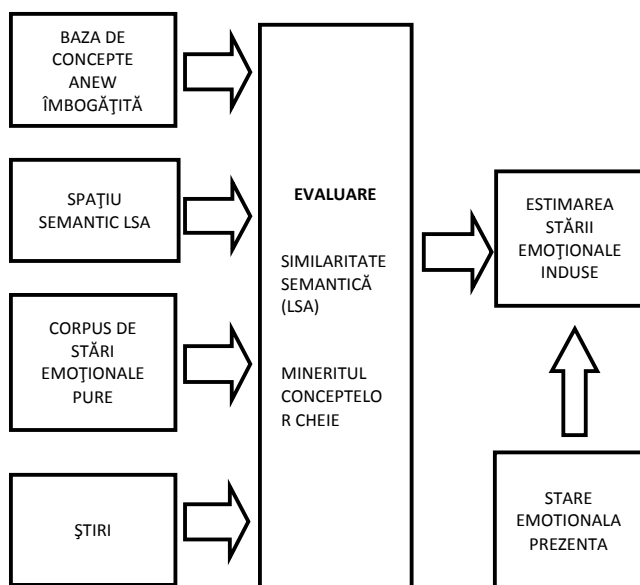 BAZA DE
CONCEPTE
ANEW
ÎMBOGĂŢITĂ
SPAŢIU
SEMANTIC LSA
CORPUS DE
STĂRI
EMOŢIONALE
PURE
ŞTIRI
EVALUARE
SIMILARITATE
SEMANTICĂ
(LSA)
MINERITUL
CONCEPTELO
R CHEIE
ESTIMAREA
STĂRII
EMOŢIONALE
INDUSE
STARE
EMOTIONALA
PREZENTA